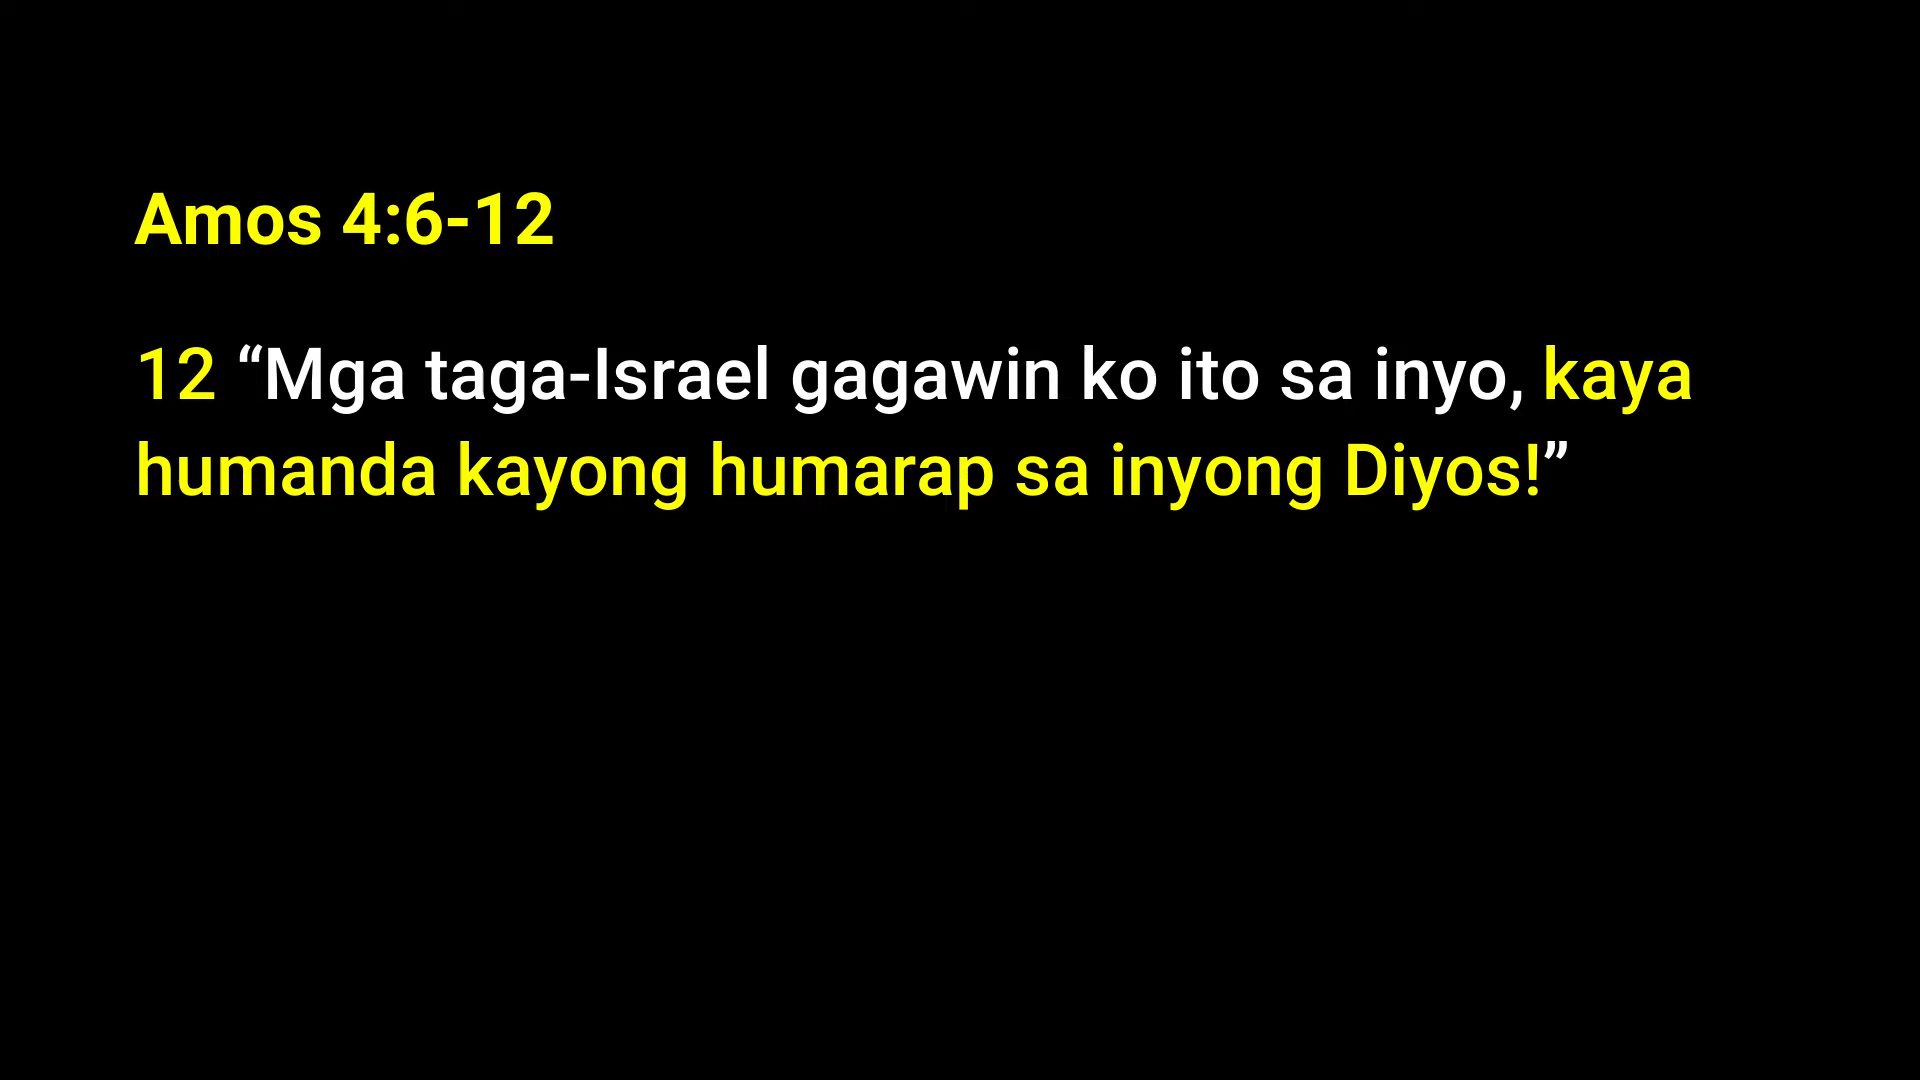 Amos 4:6-12
12 “Mga taga-Israel gagawin ko ito sa inyo, kaya
humanda kayong humarap sa inyong Diyos!”